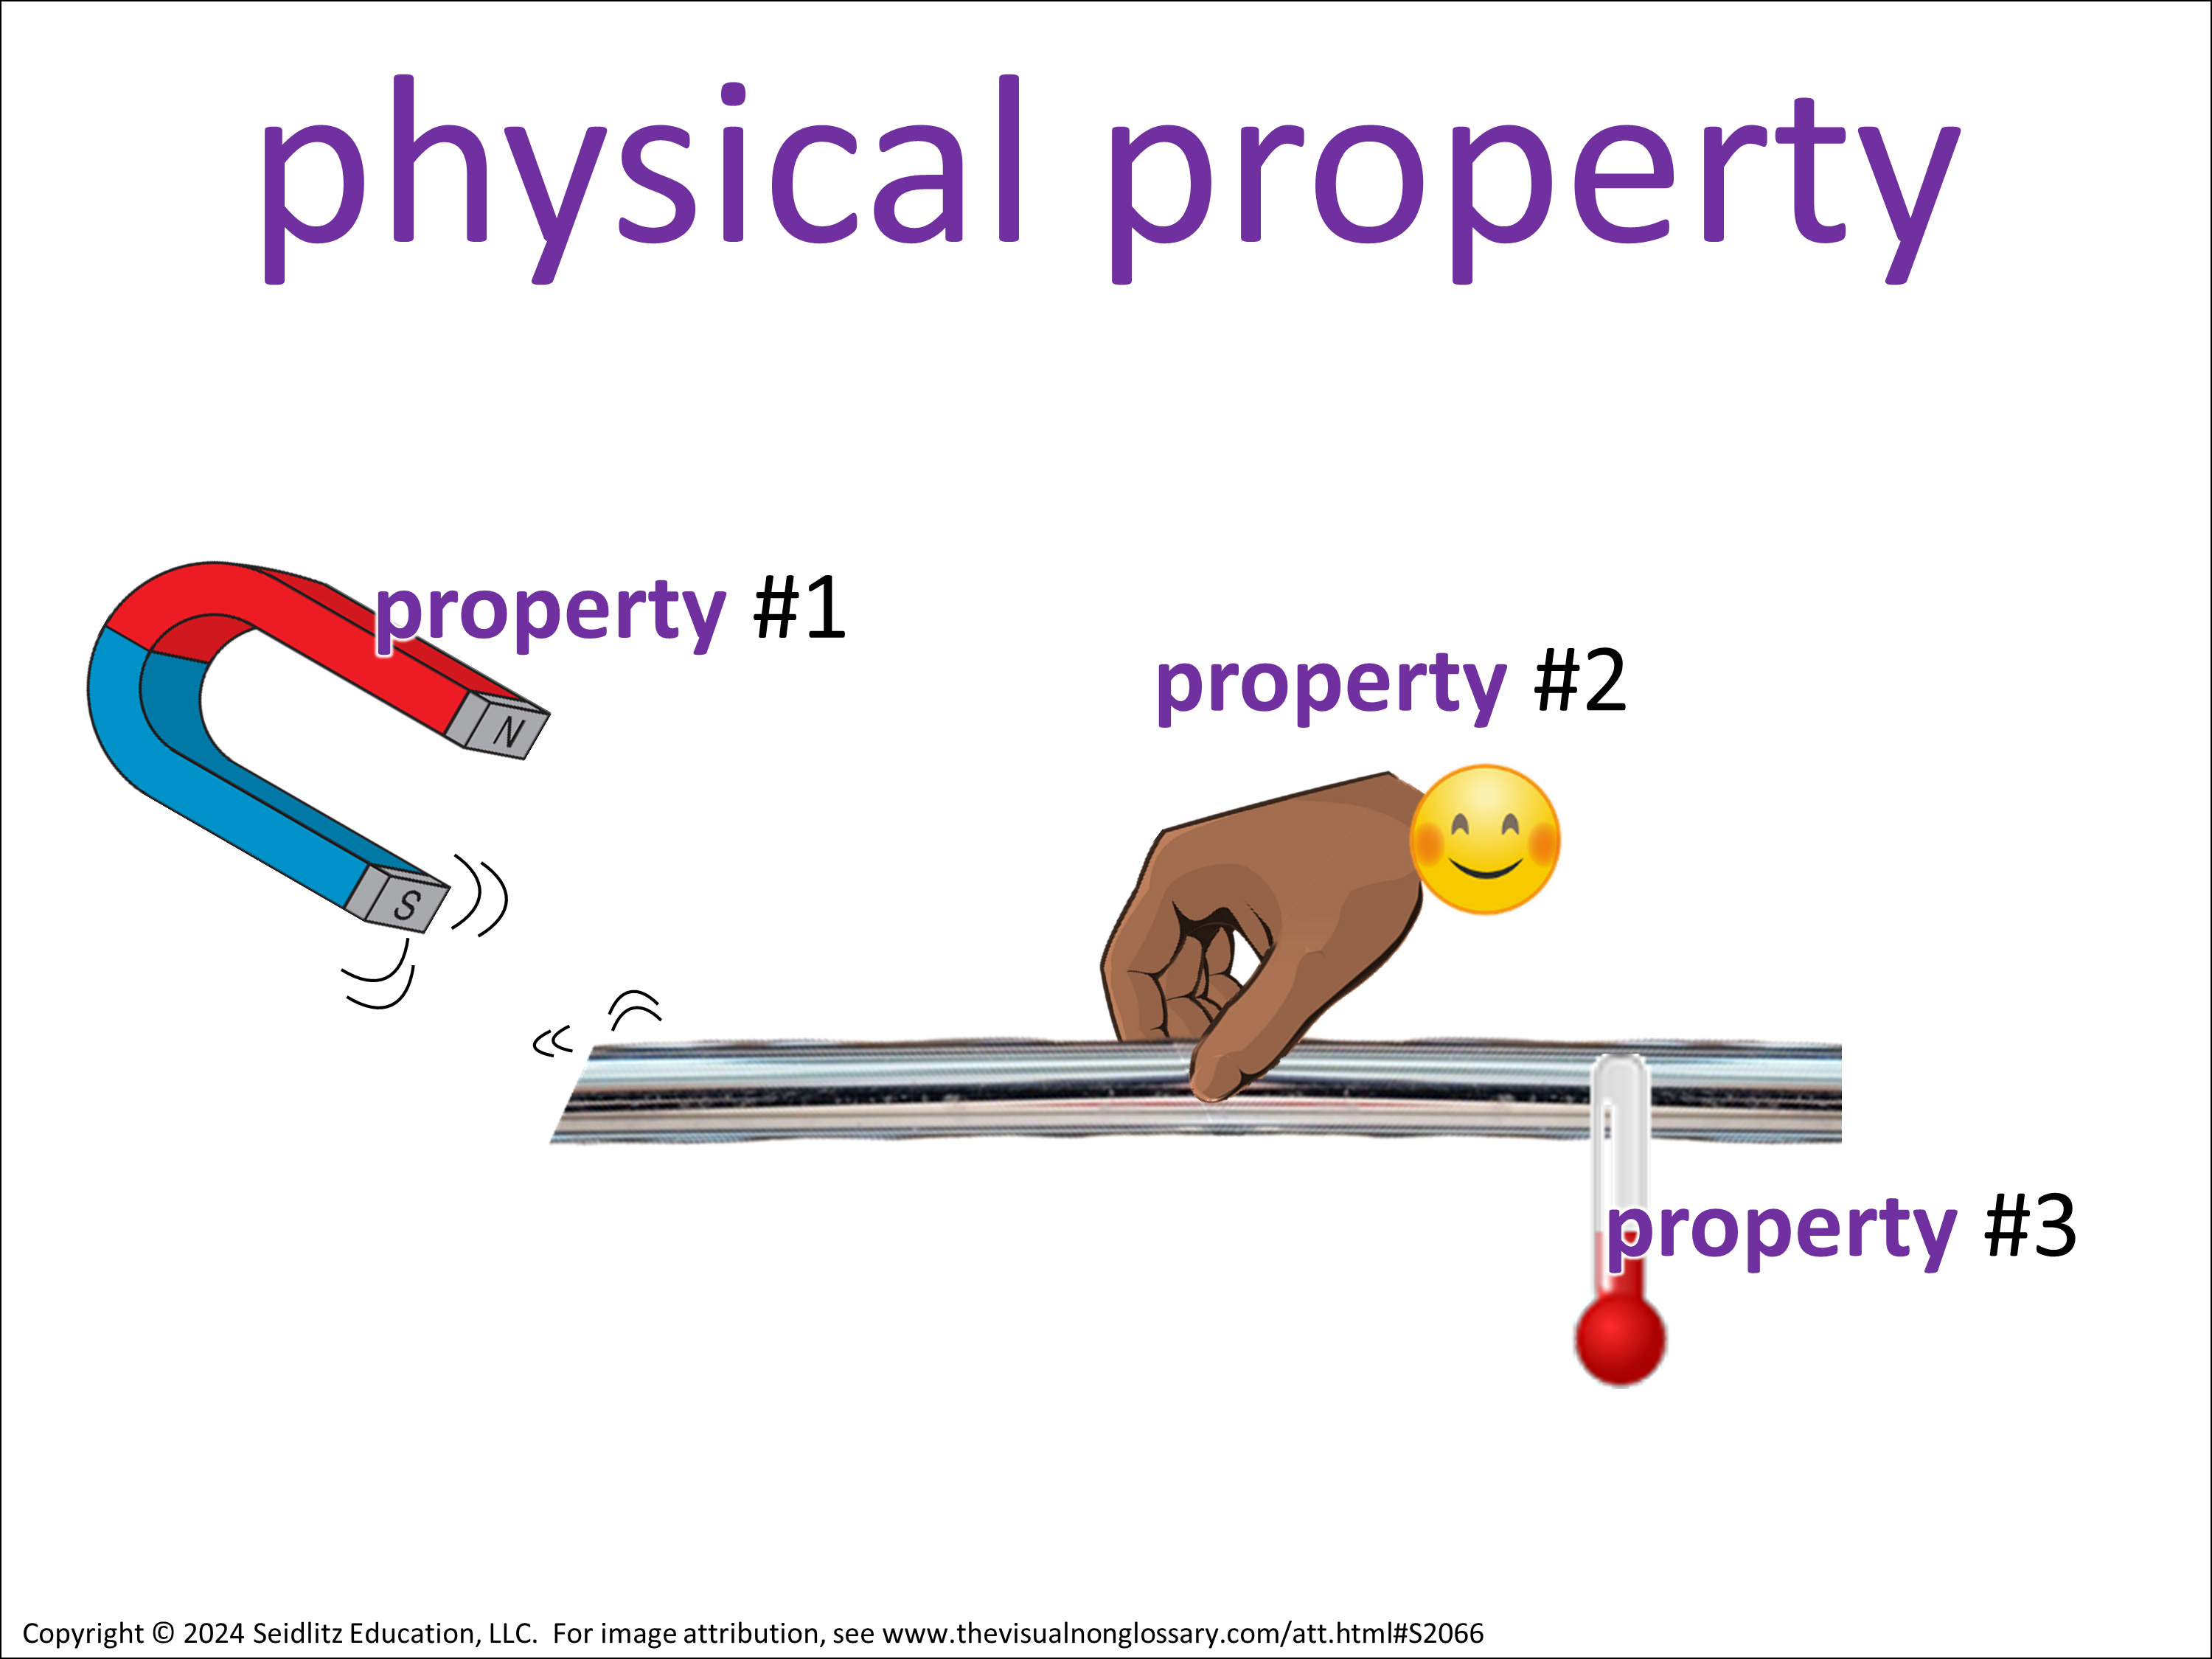 physical property
property #1
property #2
N
S
property #3
Copyright © 2024 Seidlitz Education, LLC.  For image attribution, see www.thevisualnonglossary.com/att.html#S2066